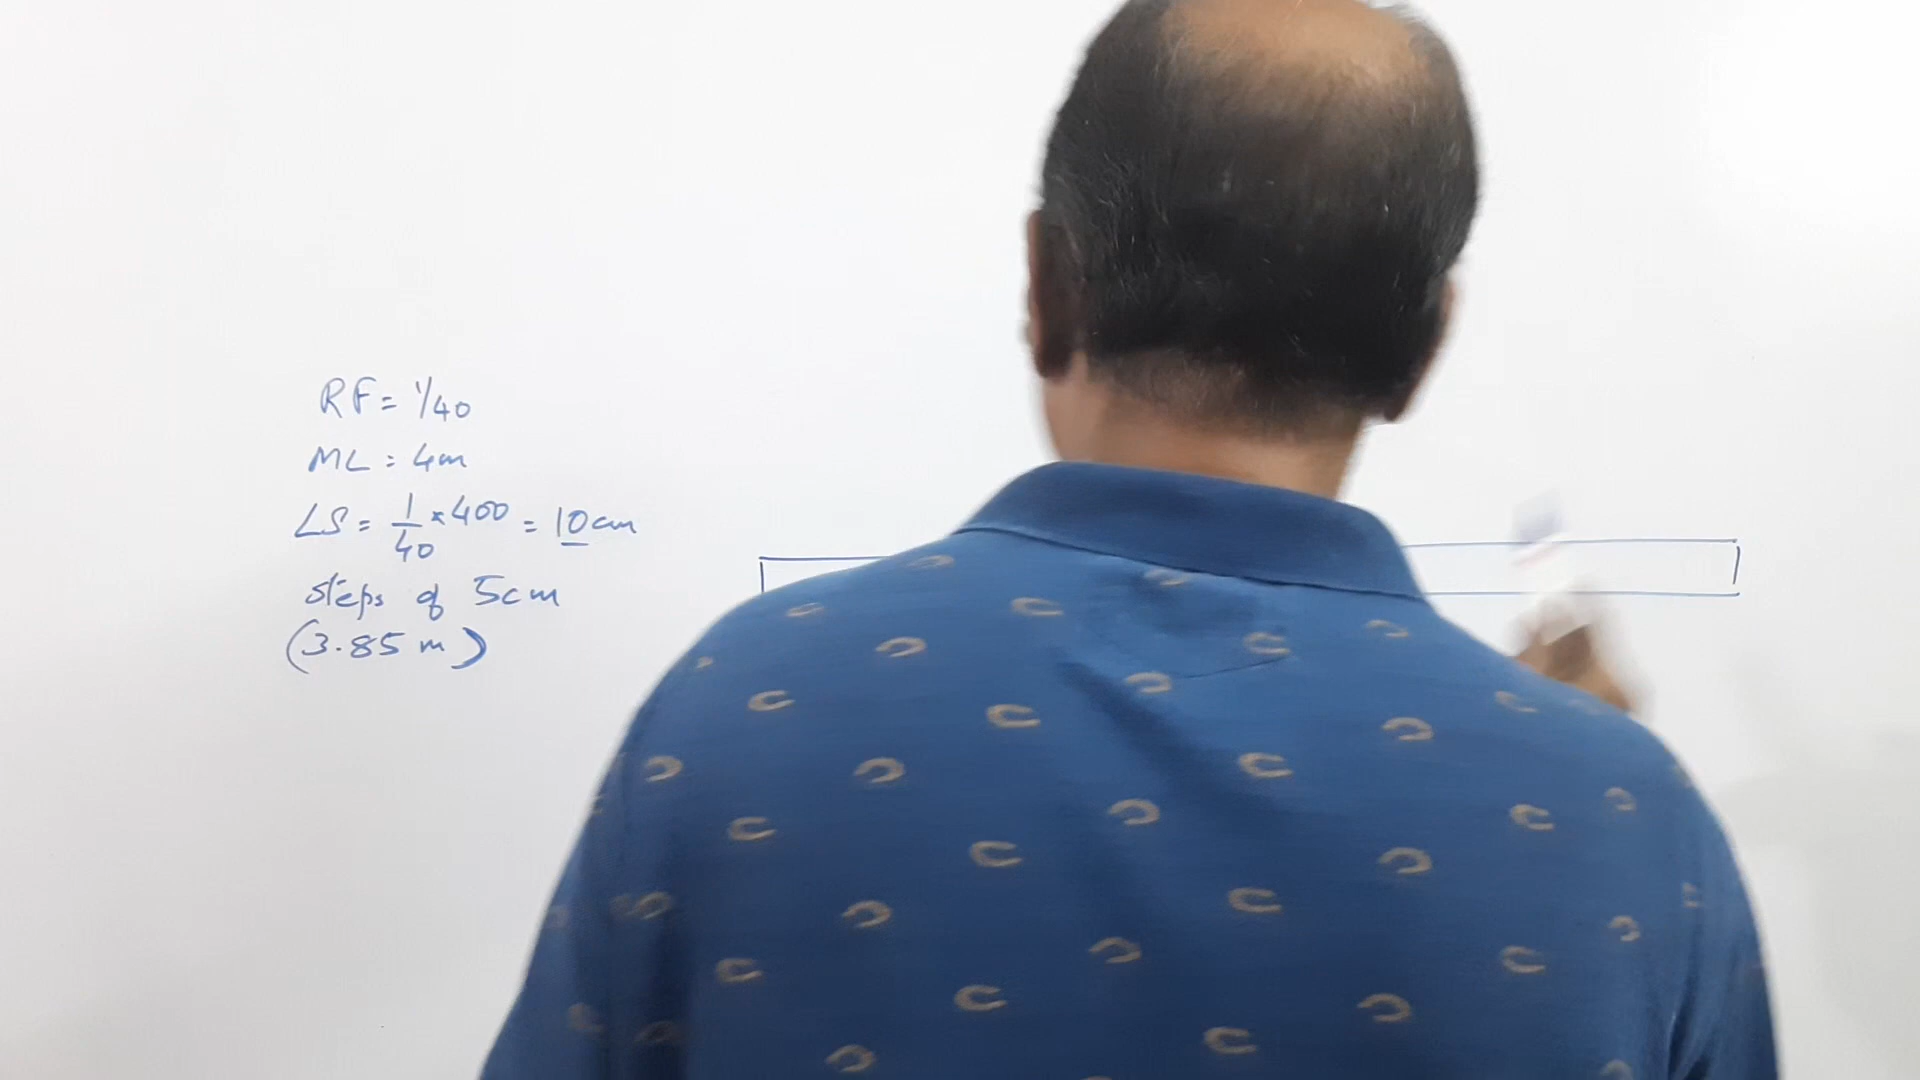 RF = 1/40
ML = 4m
LS = 1/40 × 400 = 10cm
steps of 5cm
(3.85 m)